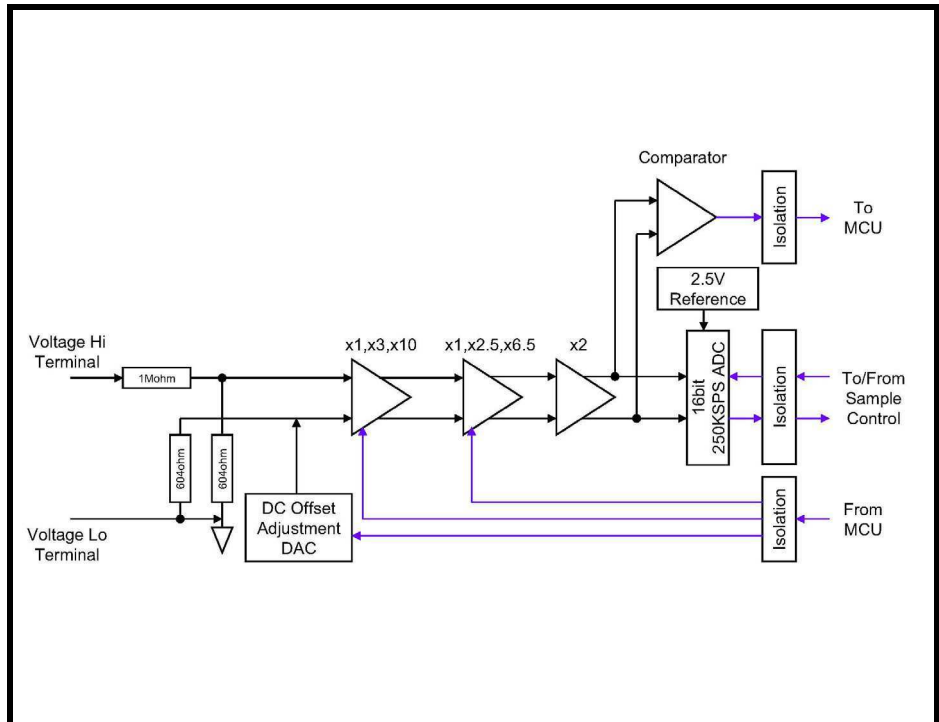 Comparator
Isolation
To
MCU
2.5V
Reference
Voltage Hi
Terminal
x1,x3,x10
x1,x2.5,x6.5
x2
1Mohm
16bit
250KSPS ADC
Isolation
To/From
Sample
Control
604ohm
604ohm
DC Offset
Adjustment
DAC
Isolation
From
MCU
Voltage Lo
Terminal